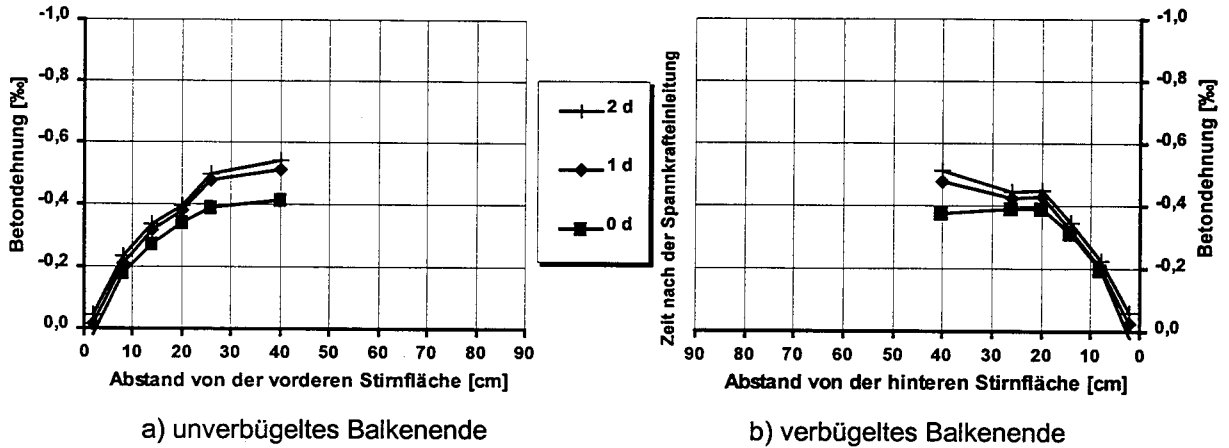 -1,0
-0,8
-0,6
-0,4
-0,2
0,0
Betondehnung [‰]
0 10 20 30 40 50 60 70 80 90
Abstand von der vorderen Stirnfläche [cm]
a) unverbügeltes Balkenende
2 d
1 d
0 d
Zeit nach der Spannkrafteinleitung
-1,0
-0,8
-0,6
-0,4
-0,2
0,0
Betondehnung [‰]
90 80 70 60 50 40 30 20 10 0
Abstand von der hinteren Stirnfläche [cm]
b) verbügeltes Balkenende